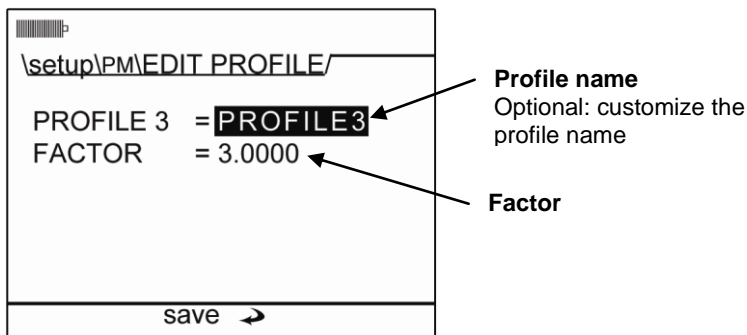 \setup\PM\EDIT PROFILE/
PROFILE 3 = PROFILE3
FACTOR = 3.0000
save
Profile name
Optional: customize the
profile name
Factor